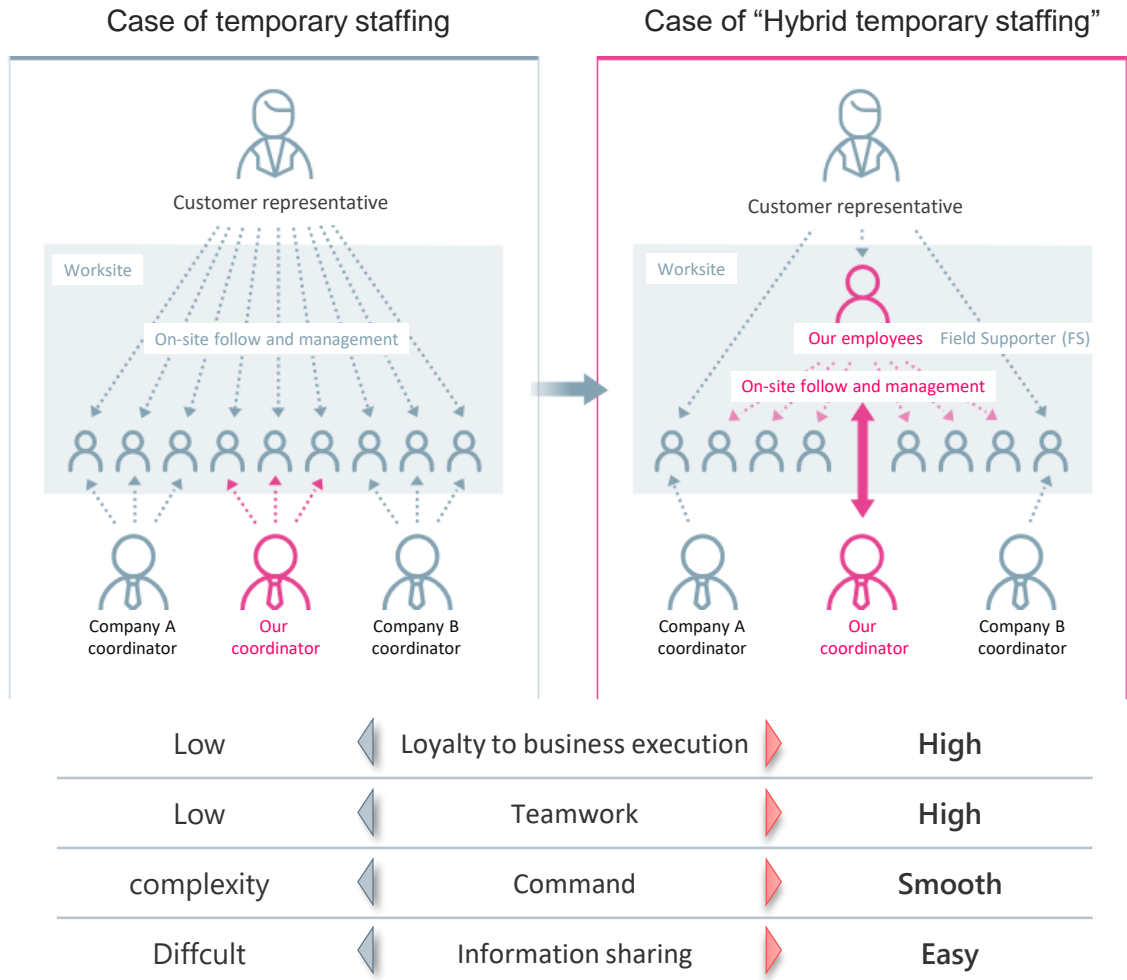 Case of temporary staffing
Customer representative
Worksite
On-site follow and management
Company A
coordinator
Our
coordinator
Company B
coordinator
Case of “Hybrid temporary staffing”
Customer representative
Worksite
Our employees
Field Supporter (FS)
On-site follow and management
Company A
coordinator
Our
coordinator
Company B
coordinator
Low Loyalty to business execution High
Low Teamwork High
complexity Command Smooth
Diffcult Information sharing Easy